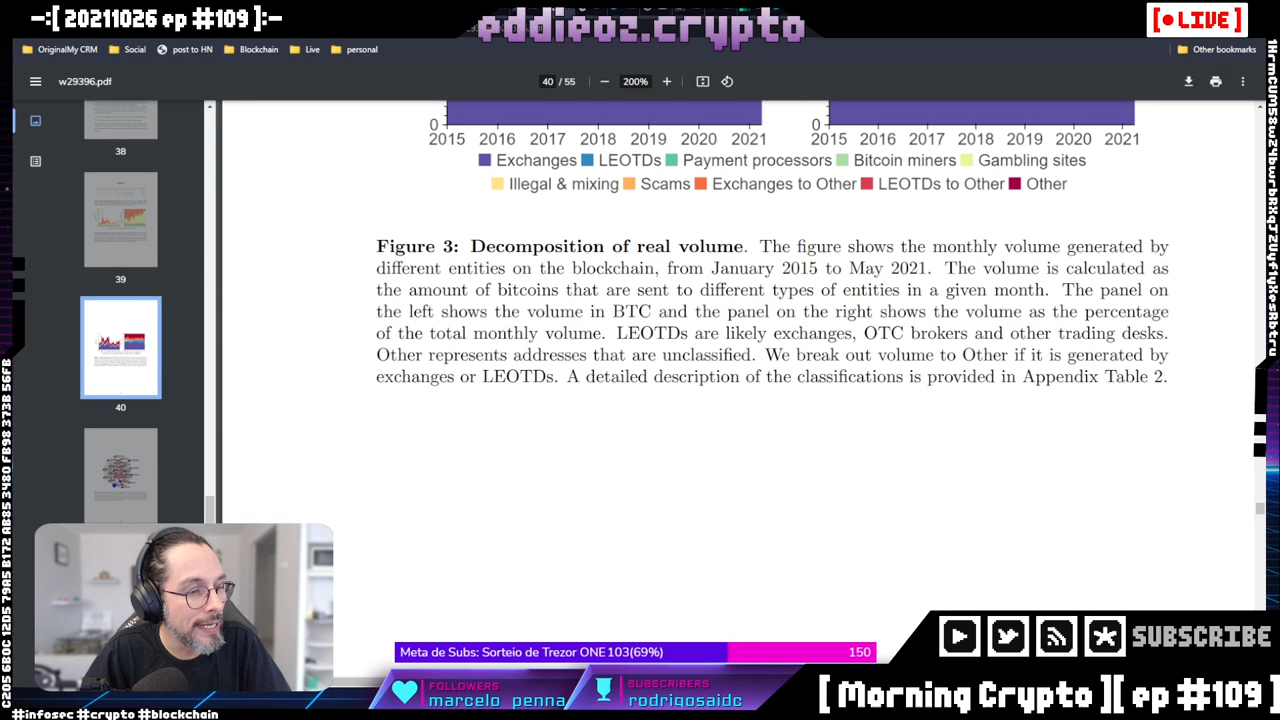 -:[ 20211026 ep #109 ]:-
eddieoz.crypto
[● LIVE ]
OriginalMy CRM
Social
post to HN
Blockchain
Live
personal
Other bookmarks
w29396.pdf
40 / 55
200%
38
39
40
0
2015 2016 2017 2018 2019 2020 2021
0
2015 2016 2017 2018 2019 2020 2021
Exchanges LEOTDs Payment processors Bitcoin miners Gambling sites
Illegal & mixing Scams Exchanges to Other LEOTDs to Other Other
Figure 3: Decomposition of real volume. The figure shows the monthly volume generated by
different entities on the blockchain, from January 2015 to May 2021. The volume is calculated as
the amount of bitcoins that are sent to different types of entities in a given month. The panel on
the left shows the volume in BTC and the panel on the right shows the volume as the percentage
of the total monthly volume. LEOTDs are likely exchanges, OTC brokers and other trading desks.
Other represents addresses that are unclassified. We break out volume to Other if it is generated by
exchanges or LEOTDs. A detailed description of the classifications is provided in Appendix Table 2.
Meta de Subs: Sorteio de Trezor ONE 103(69%)
150
FOLLOWERS
marcelo_penna
SUBSCRIBERS
rodrigosaidc
SUBSCRIBE
[ Morning Crypto ][ ep #109 ]
#infosec #crypto #blockchain